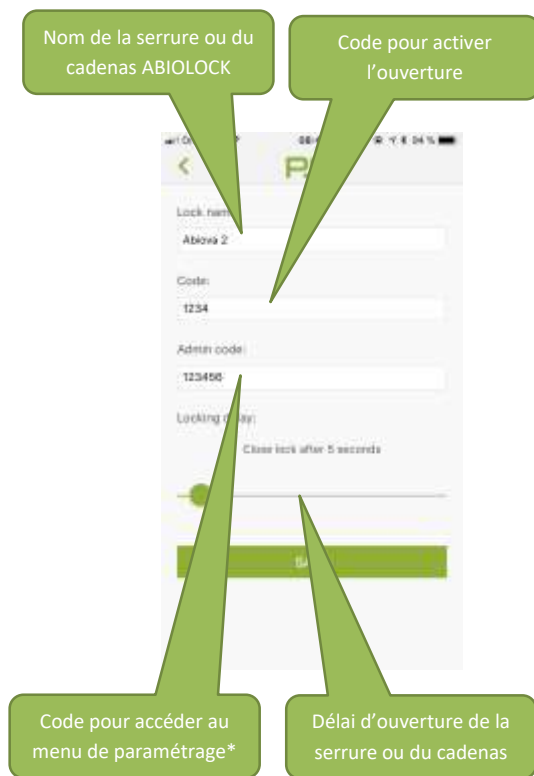 Nom de la serrure ou du
cadenas ABIOLOCK
Code pour activer
l’ouverture
Lock
Abiova 2
Code:
1234
Admin code:
123456
Locking
Close lock after 5 seconds
Code pour accéder au
menu de paramétrage*
Délai d’ouverture de la
serrure ou du cadenas